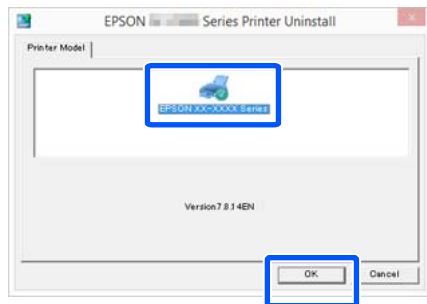 EPSON Series Printer Uninstall
Printer Model
EPSON XX-XXXX Series
Version7.8.14EN
OK
Cancel